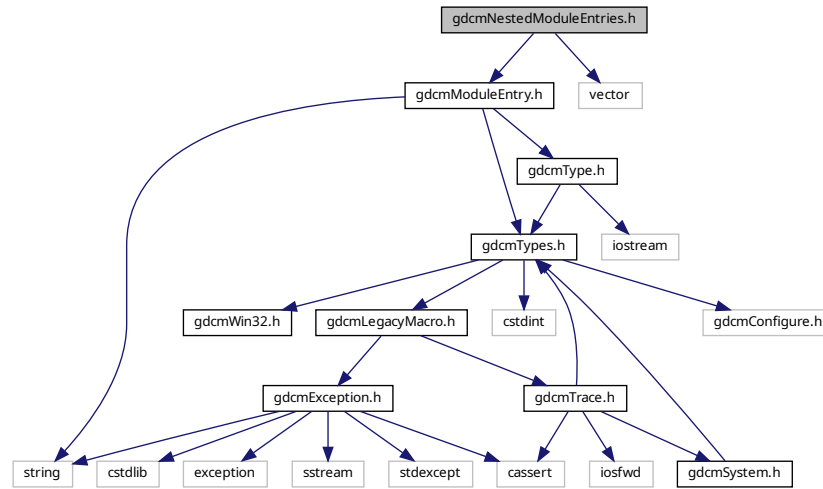 gdcmNestedModuleEntries.h
gdcmModuleEntry.h
vector
gdcmType.h
gdcmTypes.h
iostream
gdcmWin32.h
gdcmLegacyMacro.h
cstdint
gdcmConfigure.h
gdcmException.h
gdcmTrace.h
string
cstdlib
exception
sstream
stdexcept
cassert
iosfwd
gdcmSystem.h